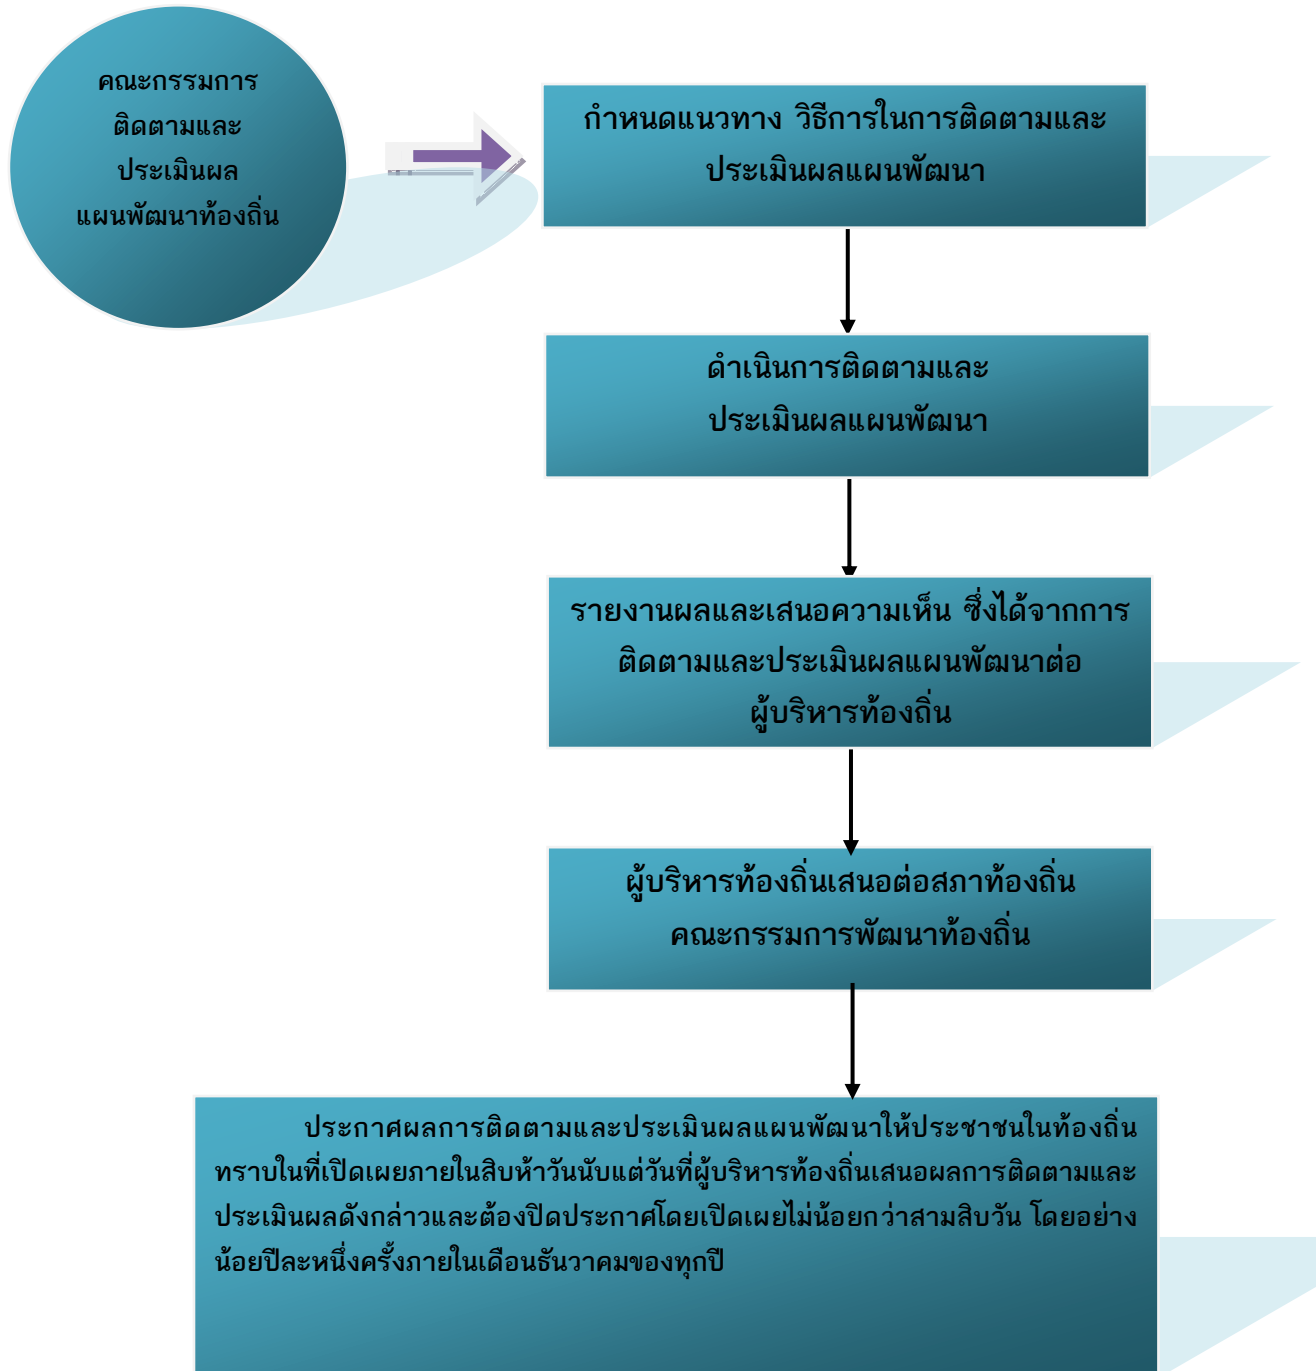 คณะกรรมการ
ติดตามและ
ประเมินผล
แผนพัฒนาท้องถิ่น
กำหนดแนวทาง วิธีการในการติดตามและ
ประเมินผลแผนพัฒนา
ดำเนินการติดตามและ
ประเมินผลแผนพัฒนา
รายงานผลและเสนอความเห็น ซึ่งได้จากการ
ติดตามและประเมินผลแผนพัฒนาต่อ
ผู้บริหารท้องถิ่น
ผู้บริหารท้องถิ่นเสนอต่อสภาท้องถิ่น
คณะกรรมการพัฒนาท้องถิ่น
ประกาศผลการติดตามและประเมินผลแผนพัฒนาให้ประชาชนในท้องถิ่น
ทราบในที่เปิดเผยภายในสิบห้าวันนับแต่วันที่ผู้บริหารท้องถิ่นเสนอผลการติดตามและ
ประเมินผลดังกล่าวและต้องปิดประกาศโดยเปิดเผยไม่น้อยกว่าสามสิบวัน โดยอย่าง
น้อยปีละหนึ่งครั้งภายในเดือนธันวาคมของทุกปี